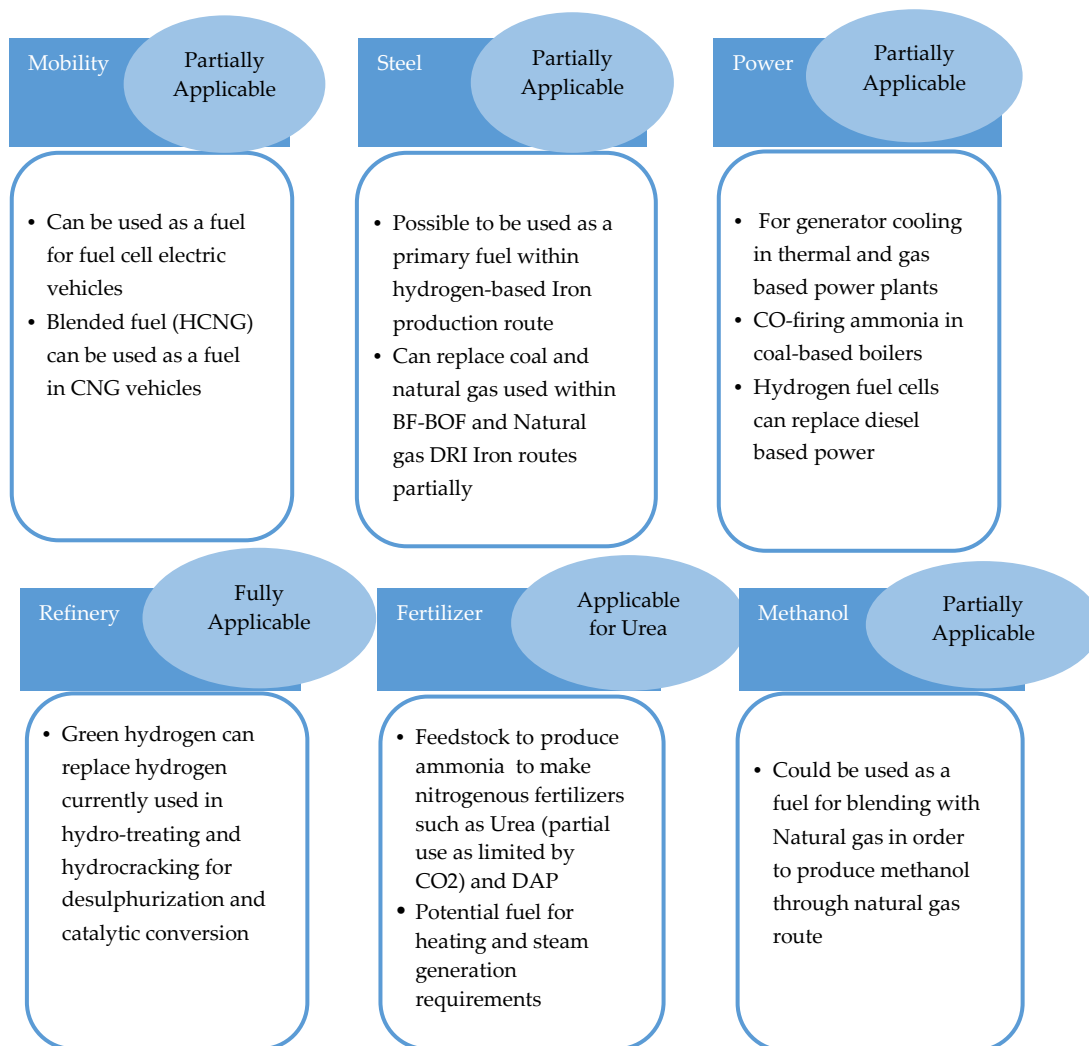 Mobility
Partially
Applicable
• Can be used as a fuel
for fuel cell electric
vehicles
• Blended fuel (HCNG)
can be used as a fuel
in CNG vehicles
Steel
Partially
Applicable
• Possible to be used as a
primary fuel within
hydrogen-based Iron
production route
• Can replace coal and
natural gas used within
BF-BOF and Natural
gas DRI Iron routes
partially
Power
Partially
Applicable
• For generator cooling
in thermal and gas
based power plants
• CO-firing ammonia in
coal-based boilers
• Hydrogen fuel cells
can replace diesel
based power
Refinery
Fully
Applicable
• Green hydrogen can
replace hydrogen
currently used in
hydro-treating and
hydrocracking for
desulphurization and
catalytic conversion
Fertilizer
Applicable
for Urea
• Feedstock to produce
ammonia to make
nitrogenous fertilizers
such as Urea (partial
use as limited by
CO2) and DAP
• Potential fuel for
heating and steam
generation
requirements
Methanol
Partially
Applicable
• Could be used as a
fuel for blending with
Natural gas in order
to produce methanol
through natural gas
route